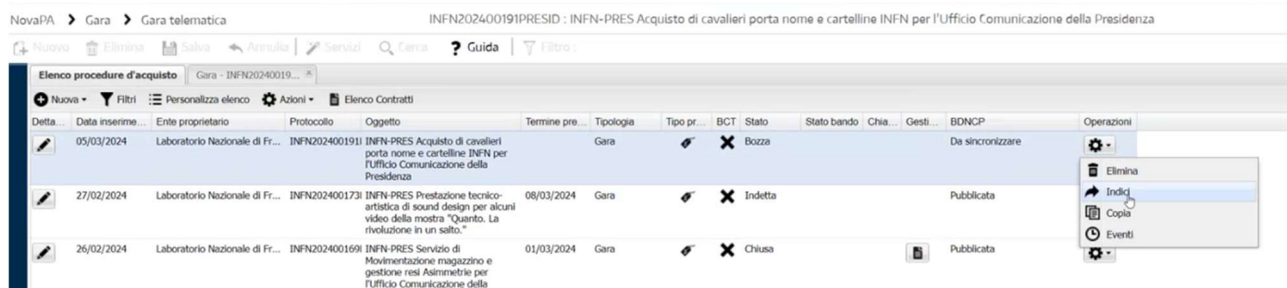 NovaPA > Gara > Gara telematica INFN202400191PRESID : INFN-PRES Acquisto di cavalieri porta nome e cartelline INFN per l'Ufficio Comunicazione della Presidenza
Nuovo Elimina Salva Annulla Servizi Cerca ? Guida Filtro :
Elenco procedure d'acquisto Gara - INFN20240019...
Nuova Filtri Personalizza elenco Azioni Elenco Contratti
Detta... Data inserime... Ente proprietario Protocollo Oggetto Termine pre... Tipologia Tipo pr... BCT Stato Stato bando Chia... Gesti... BDNCP Operazioni
05/03/2024 Laboratorio Nazionale di Fr... INFN202400191I INFN-PRES Acquisto di cavalieri Gara Bozza Da sincronizzare
porta nome e cartelline INFN per
l'Ufficio Comunicazione della
Presidenza
Elimina
27/02/2024 Laboratorio Nazionale di Fr... INFN202400173I INFN-PRES Prestazione tecnico- 08/03/2024 Gara Indetta Pubblicata
Indici
artistica di sound design per alcuni
video della mostra "Quanto. La
Copia
rivoluzione in un salto."
Eventi
26/02/2024 Laboratorio Nazionale di Fr... INFN202400169I INFN-PRES Servizio di 01/03/2024 Gara Chiusa Pubblicata
Movimentazione magazzino e
gestione resi Asimmetrie per
l'Ufficio Comunicazione della